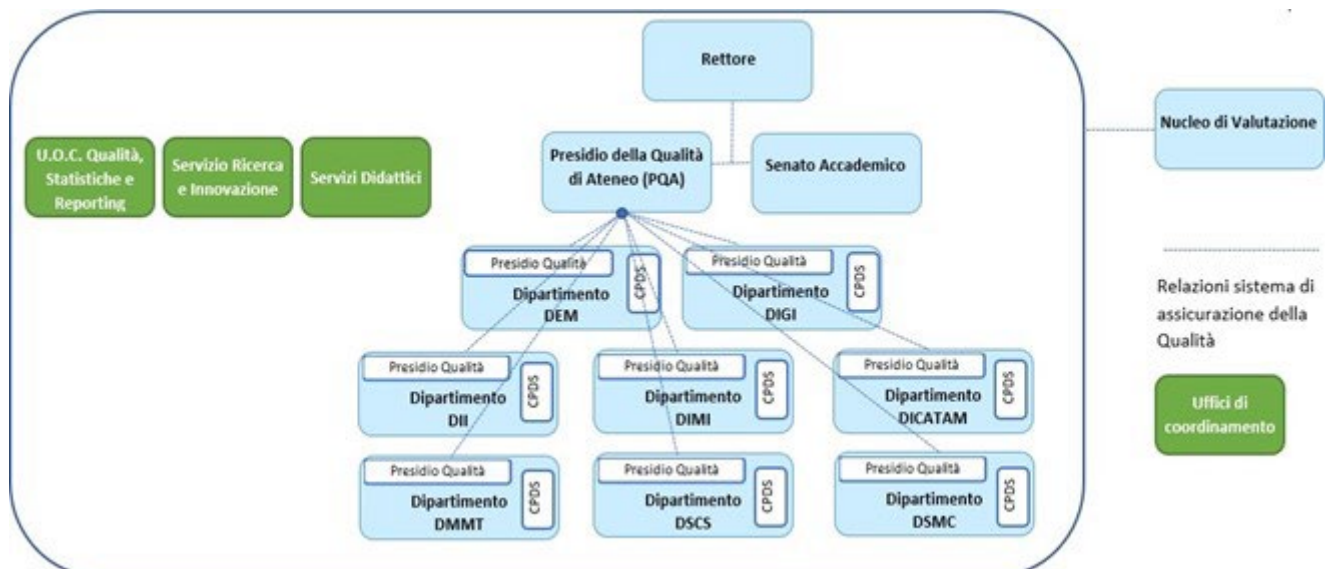 Rettore
Nucleo di Valutazione
U.O.C. Qualità,
Statistiche e
Reporting
Servizio Ricerca
e Innovazione
Servizi Didattici
Presidio della Qualità
di Ateneo (PQA)
Senato Accademico
Presidio Qualità
CPDS
Dipartimento
DEM
Presidio Qualità
CPDS
Dipartimento
DIGI
Relazioni sistema di
assicurazione della
Qualità
Presidio Qualità
CPDS
Dipartimento
DII
Presidio Qualità
CPDS
Dipartimento
DIMI
Presidio Qualità
CPDS
Dipartimento
DICATAM
Uffici di
coordinamento
Presidio Qualità
CPDS
Dipartimento
DMMT
Presidio Qualità
CPDS
Dipartimento
DSCS
Presidio Qualità
CPDS
Dipartimento
DSMC